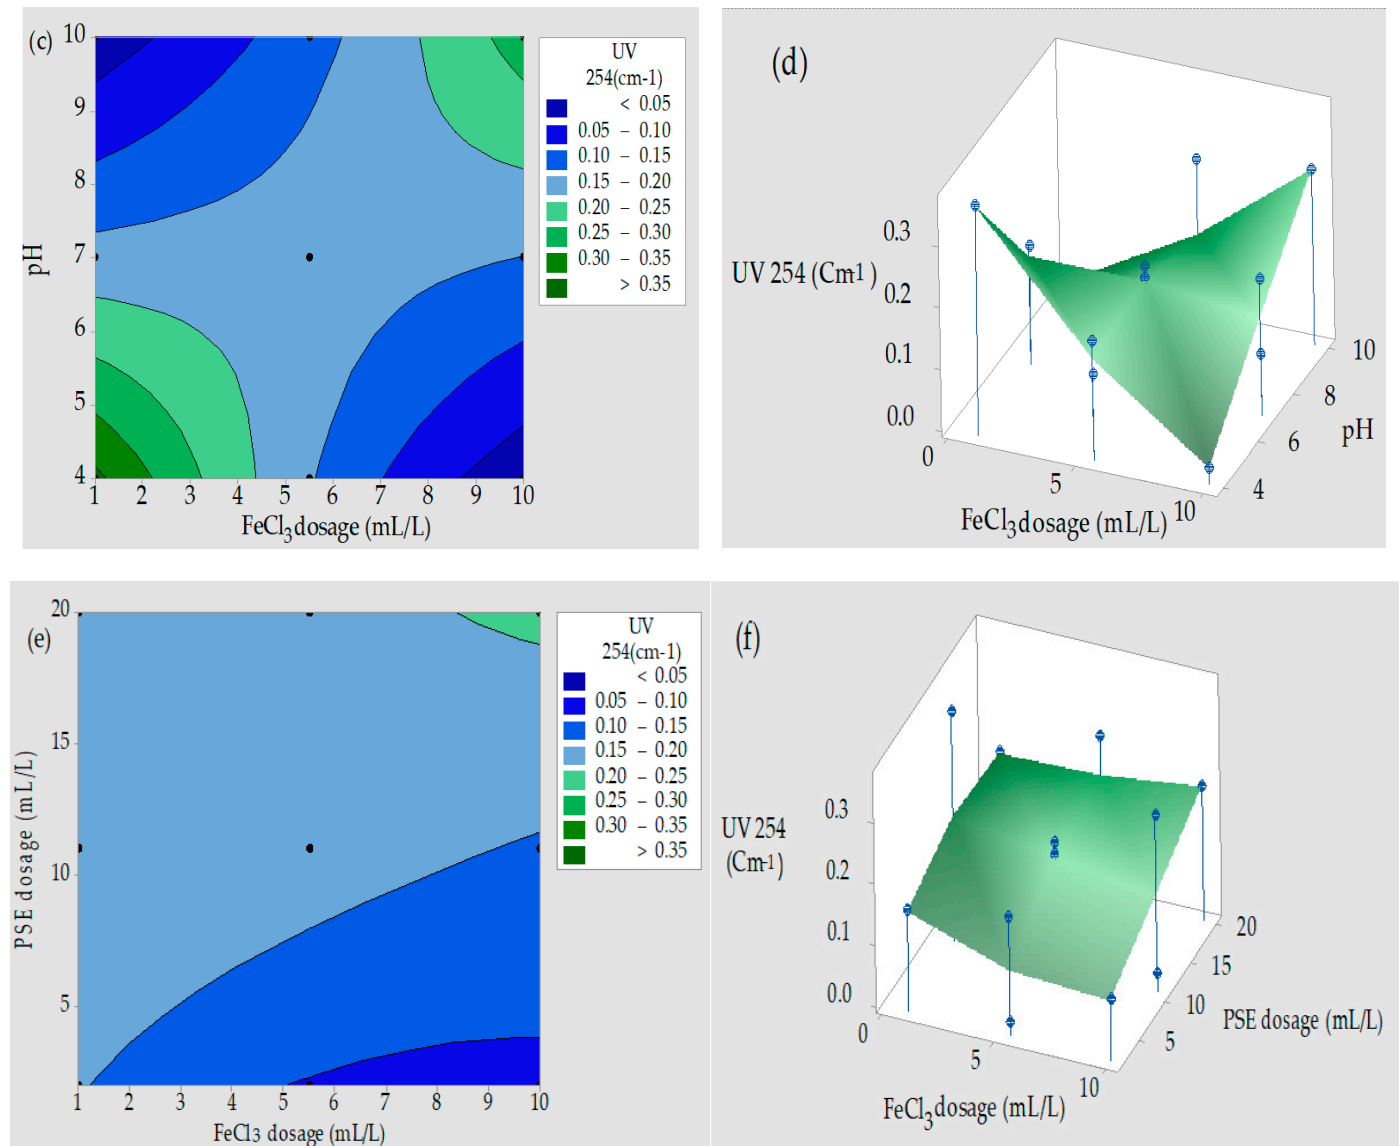 (c)
10
9
8
7
6
5
4
pH
1 2 3 4 5 6 7 8 9 10
FeCl3 dosage (mL/L)
UV
254(cm-1)
< 0.05
0.05 – 0.10
0.10 – 0.15
0.15 – 0.20
0.20 – 0.25
0.25 – 0.30
0.30 – 0.35
> 0.35
(d)
UV 254 (Cm-1)
0.3
0.2
0.1
0.0
0
5
10
FeCl3 dosage (mL/L)
4
6
8
10
pH
(e)
20
15
10
5
PSE dosage (mL/L)
1 2 3 4 5 6 7 8 9 10
FeCl3 dosage (mL/L)
UV
254(cm-1)
< 0.05
0.05 – 0.10
0.10 – 0.15
0.15 – 0.20
0.20 – 0.25
0.25 – 0.30
0.30 – 0.35
> 0.35
(f)
UV 254
(Cm-1)
0.3
0.2
0.1
0.0
0
5
10
FeCl3 dosage (mL/L)
5
10
15
20
PSE dosage (mL/L)